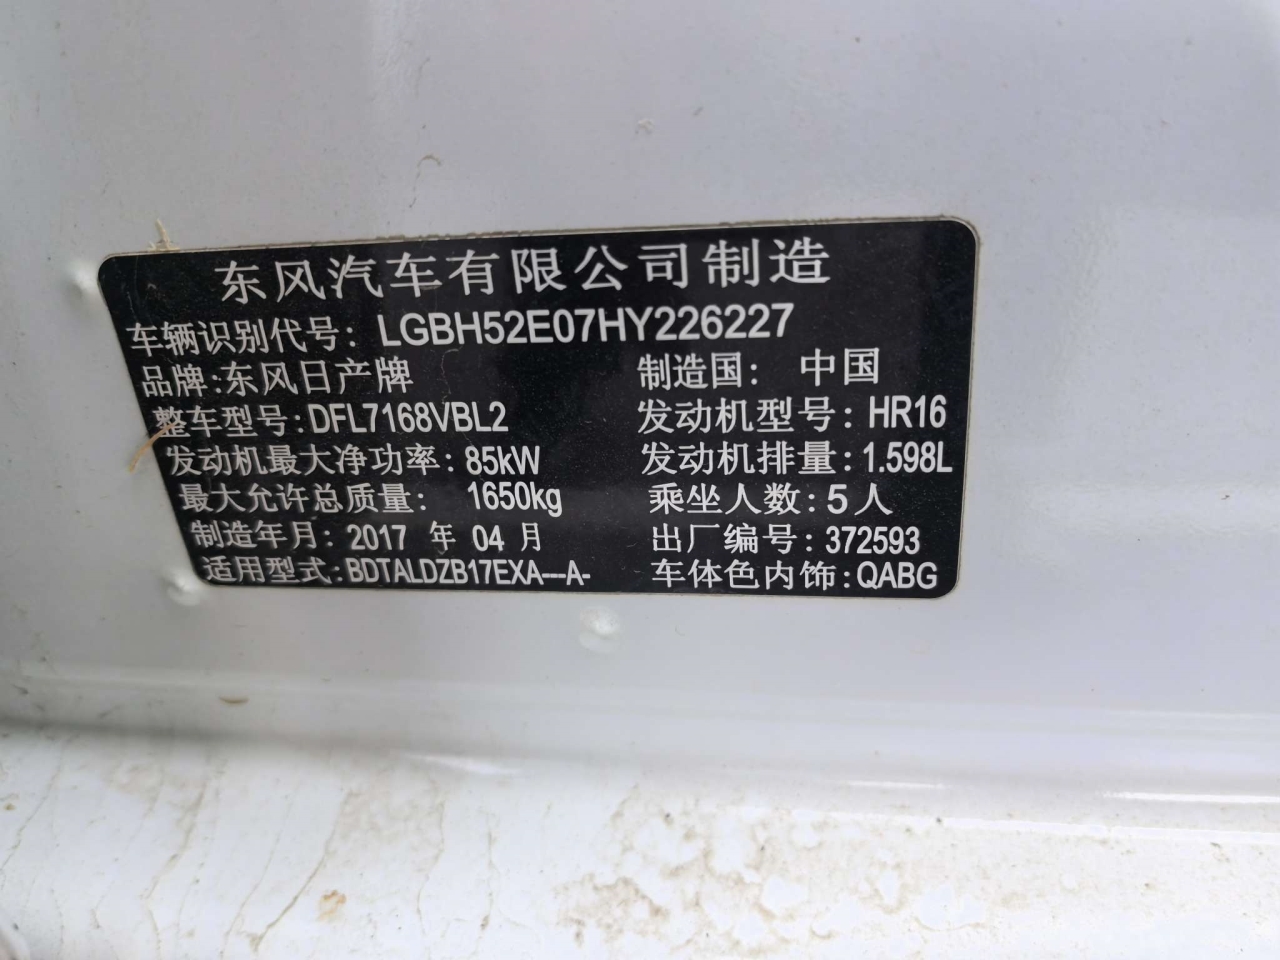 东风汽车有限公司制造
车辆识别代号: LGBH52E07HY226227
品牌:东风日产牌 制造国: 中国
整车型号:DFL7168VBL2 发动机型号: HR16
发动机最大净功率: 85kW 发动机排量: 1.598L
最大允许总质量: 1650kg 乘坐人数: 5人
制造年月: 2017 年 04 月 出厂编号: 372593
适用型式:BDTALDZB17EXA---A- 车体色内饰:QABG